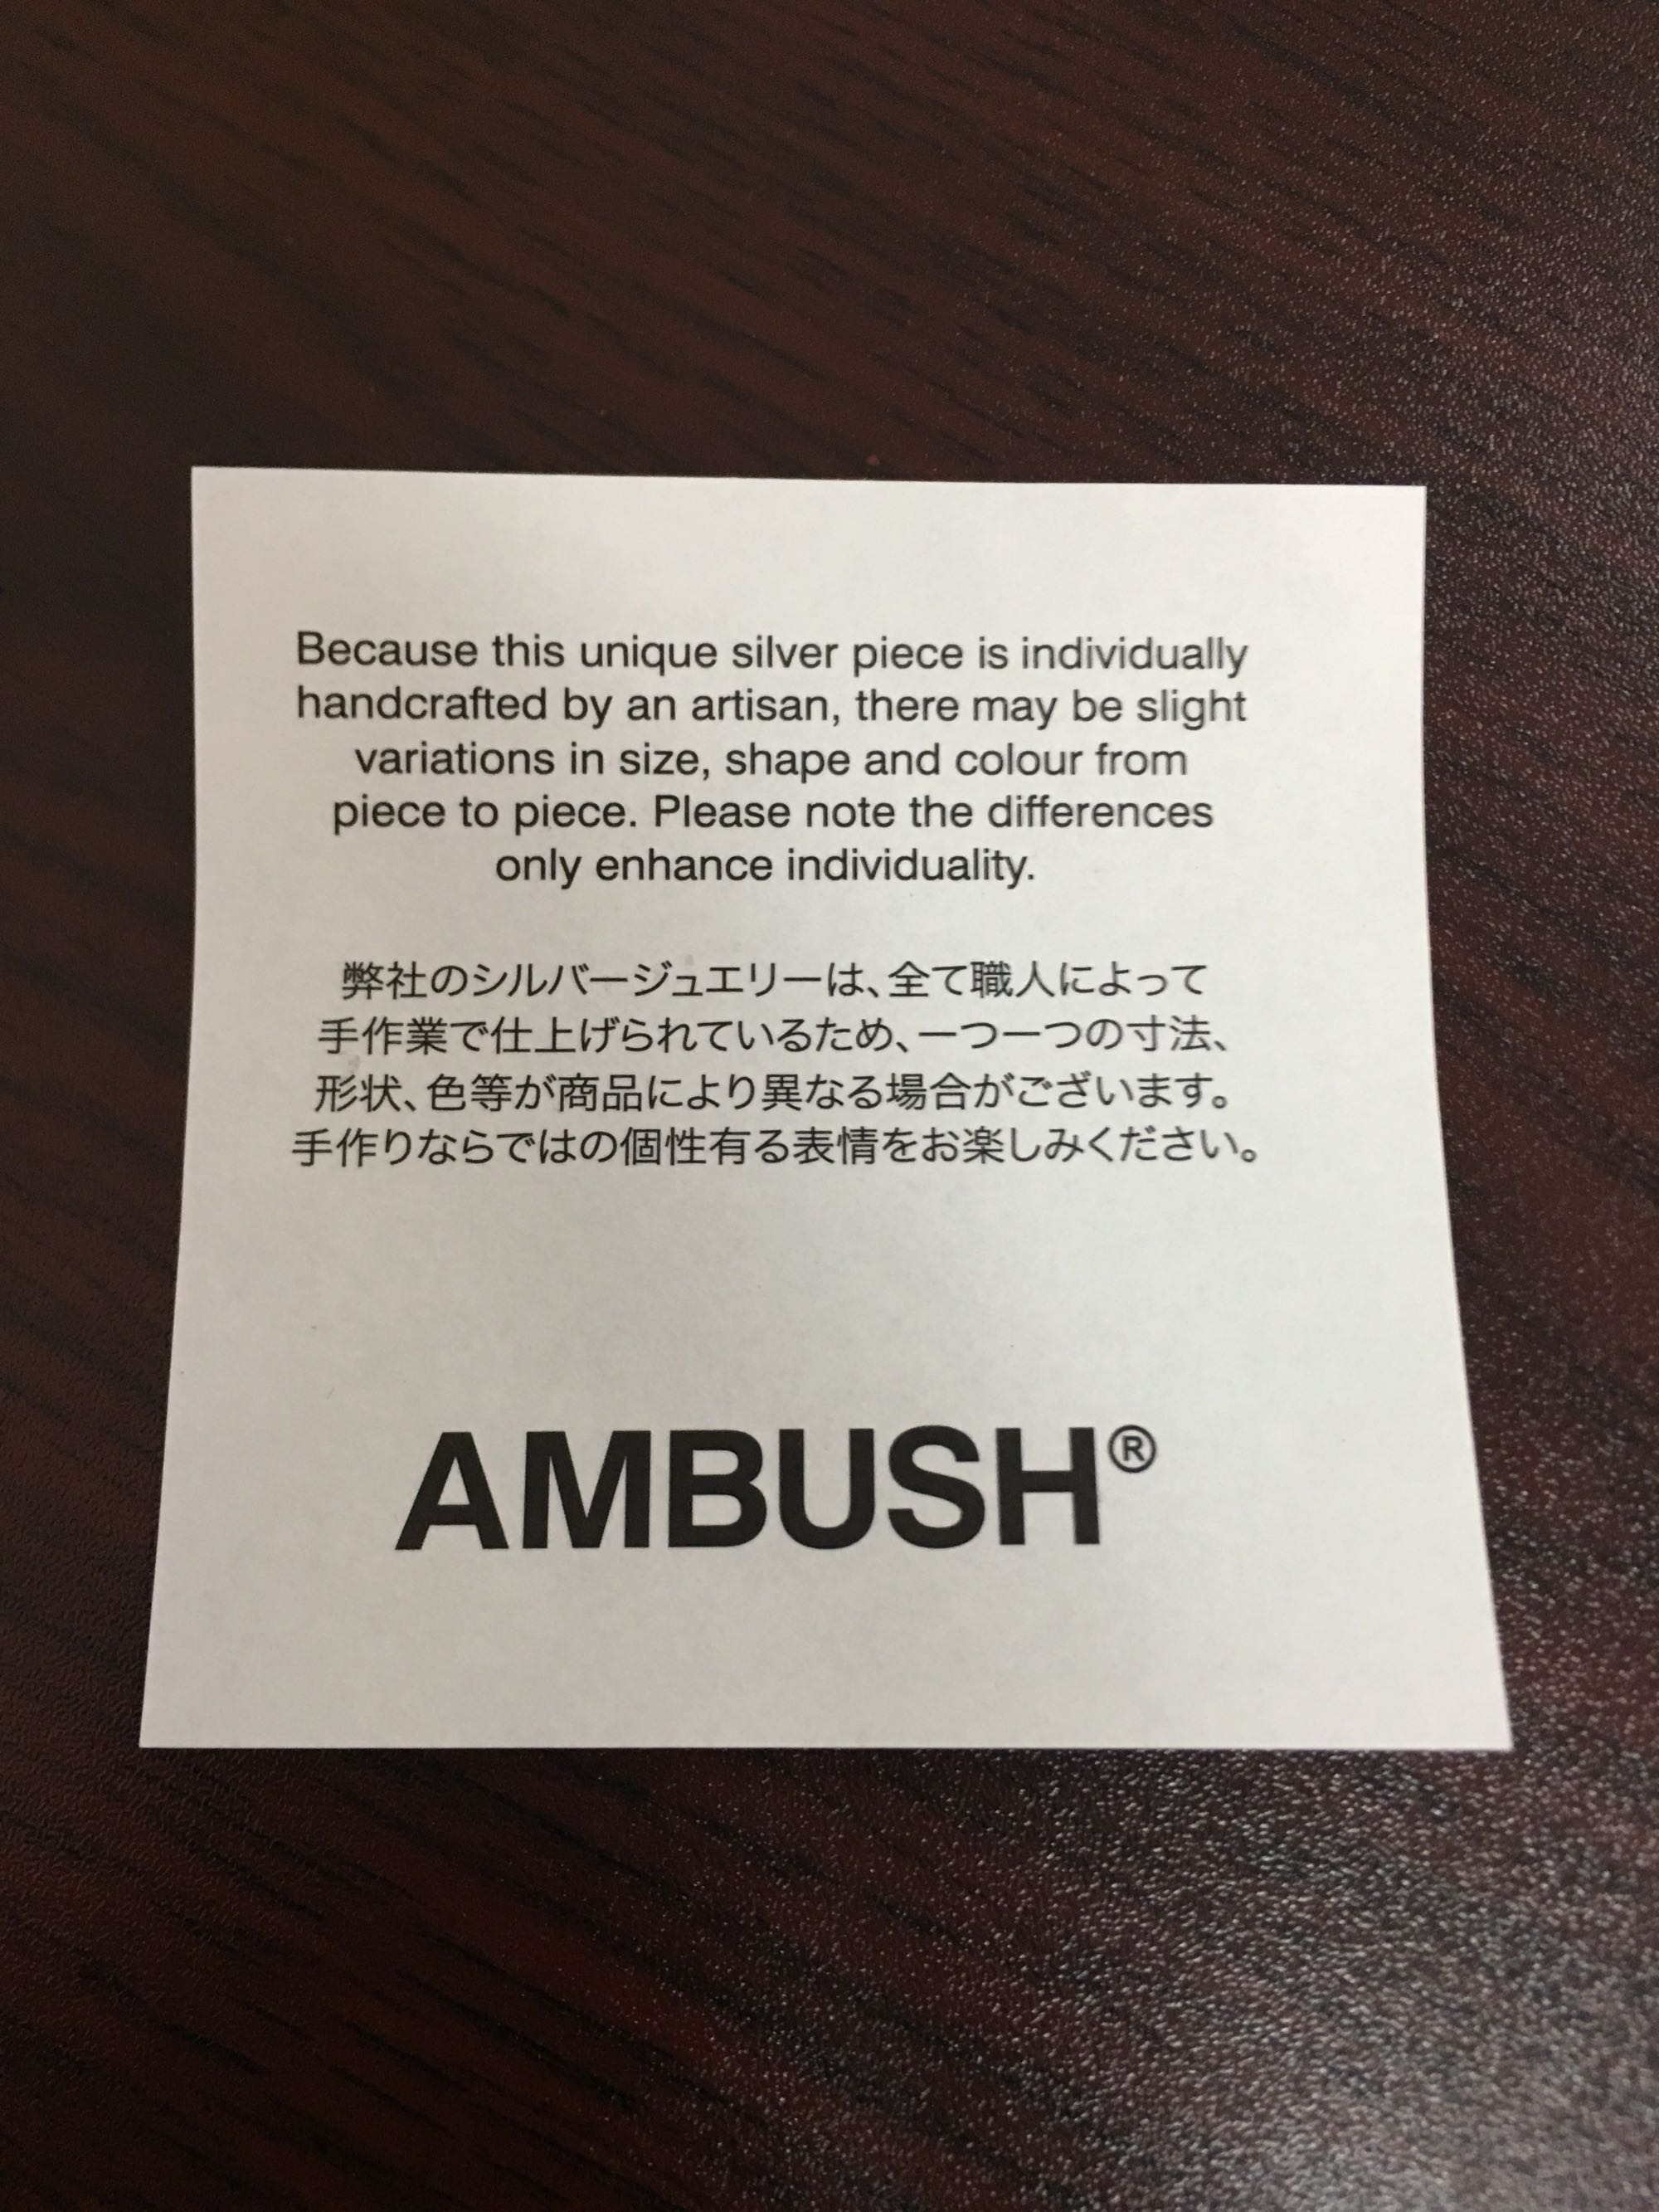 Because this unique silver piece is individually
handcrafted by an artisan, there may be slight
variations in size, shape and colour from
piece to piece. Please note the differences
only enhance individuality.
弊社のシルバージュエリーは、全て職人によって
手作業で仕上げられているため、一つ一つの寸法、
形状、色等が商品により異なる場合がございます。
手作りならではの個性有る表情をお楽しみください。
AMBUSH®